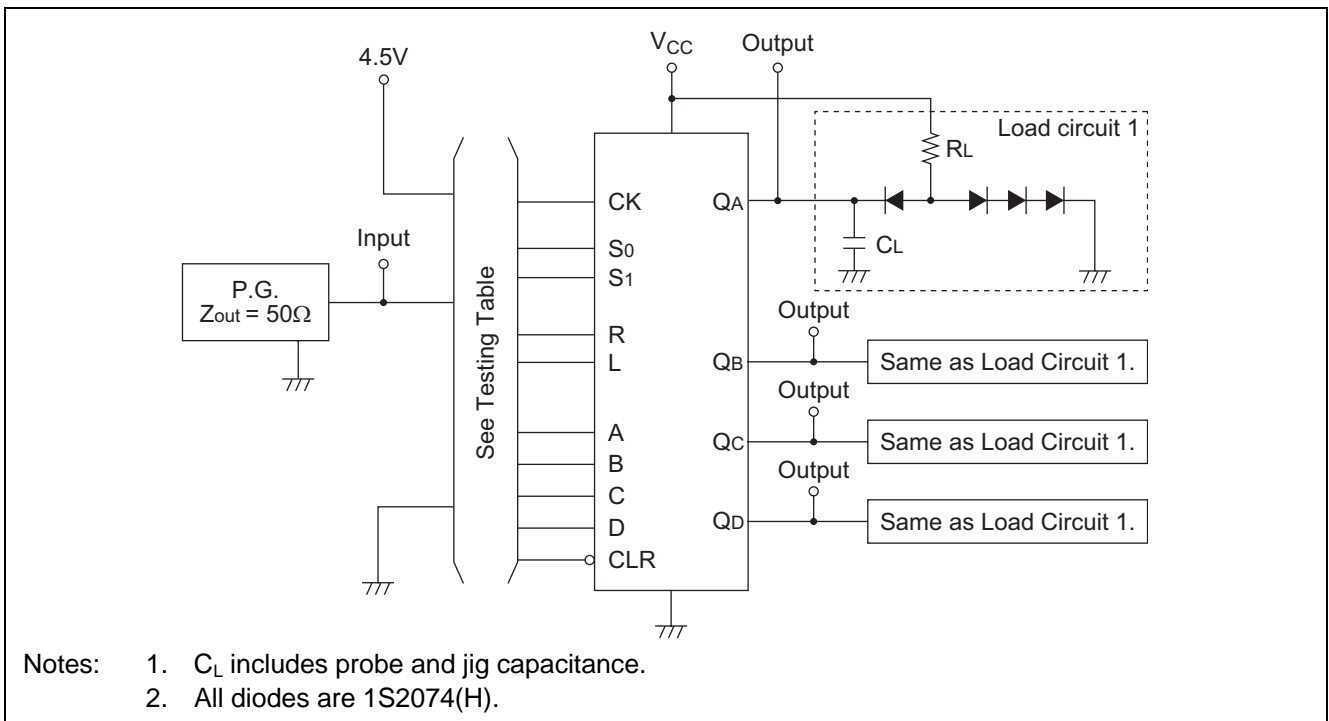 4.5V
V_CC
Output
Load circuit 1
RL
CK
QA
Input
S0
CL
S1
P.G.
Zout = 50Ω
See Testing Table
R
L
Output
QB
Same as Load Circuit 1.
Output
A
QC
Same as Load Circuit 1.
B
Output
C
QD
Same as Load Circuit 1.
D
CLR
Notes: 1. CL includes probe and jig capacitance.
2. All diodes are 1S2074(H).